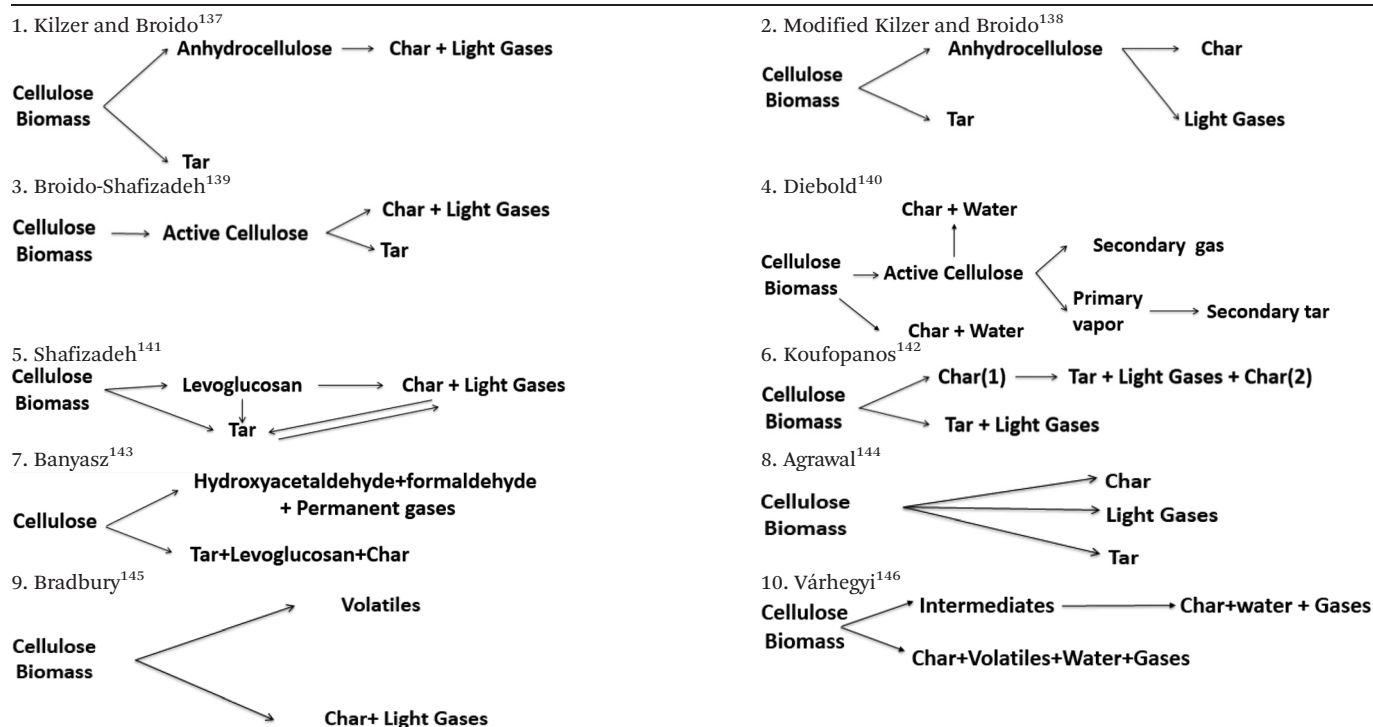 1. Kilzer and Broido137
Anhydrocellulose
Char + Light Gases
Cellulose
Biomass
Tar
2. Modified Kilzer and Broido138
Anhydrocellulose
Char
Cellulose
Biomass
Tar
Light Gases
3. Broido-Shafizadeh139
Char + Light Gases
Cellulose
Biomass
Active Cellulose
Tar
4. Diebold140
Char + Water
Secondary gas
Cellulose
Biomass
Active Cellulose
Primary
vapor
Secondary tar
Char + Water
5. Shafizadeh141
Cellulose
Biomass
Levoglucosan
Char + Light Gases
Tar
6. Koufopanos142
Char(1)
Tar + Light Gases + Char(2)
Cellulose
Biomass
Tar + Light Gases
7. Banyasz143
Hydroxyacetaldehyde+formaldehyde
+ Permanent gases
Cellulose
Tar+Levoglucosan+Char
8. Agrawal144
Char
Cellulose
Biomass
Light Gases
Tar
9. Bradbury145
Volatiles
Cellulose
Biomass
Char+ Light Gases
10. Várhegyi146
Cellulose
Biomass
Intermediates
Char+water + Gases
Char+Volatiles+Water+Gases